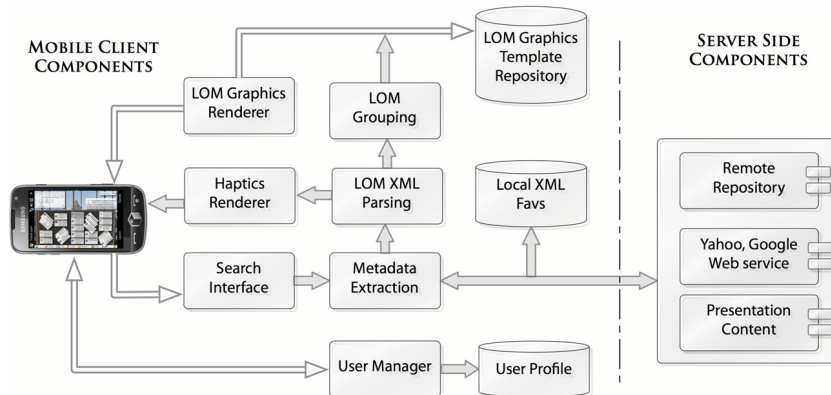 MOBILE CLIENT
COMPONENTS
LOM Graphics
Template
Repository
SERVER SIDE
COMPONENTS
LOM Graphics
Renderer
LOM
Grouping
Haptics
Renderer
LOM XML
Parsing
Local XML
Favs
Remote
Repository
SAMSUNG
Search
Interface
Metadata
Extraction
Yahoo, Google
Web service
Presentation
Content
User Manager
User Profile